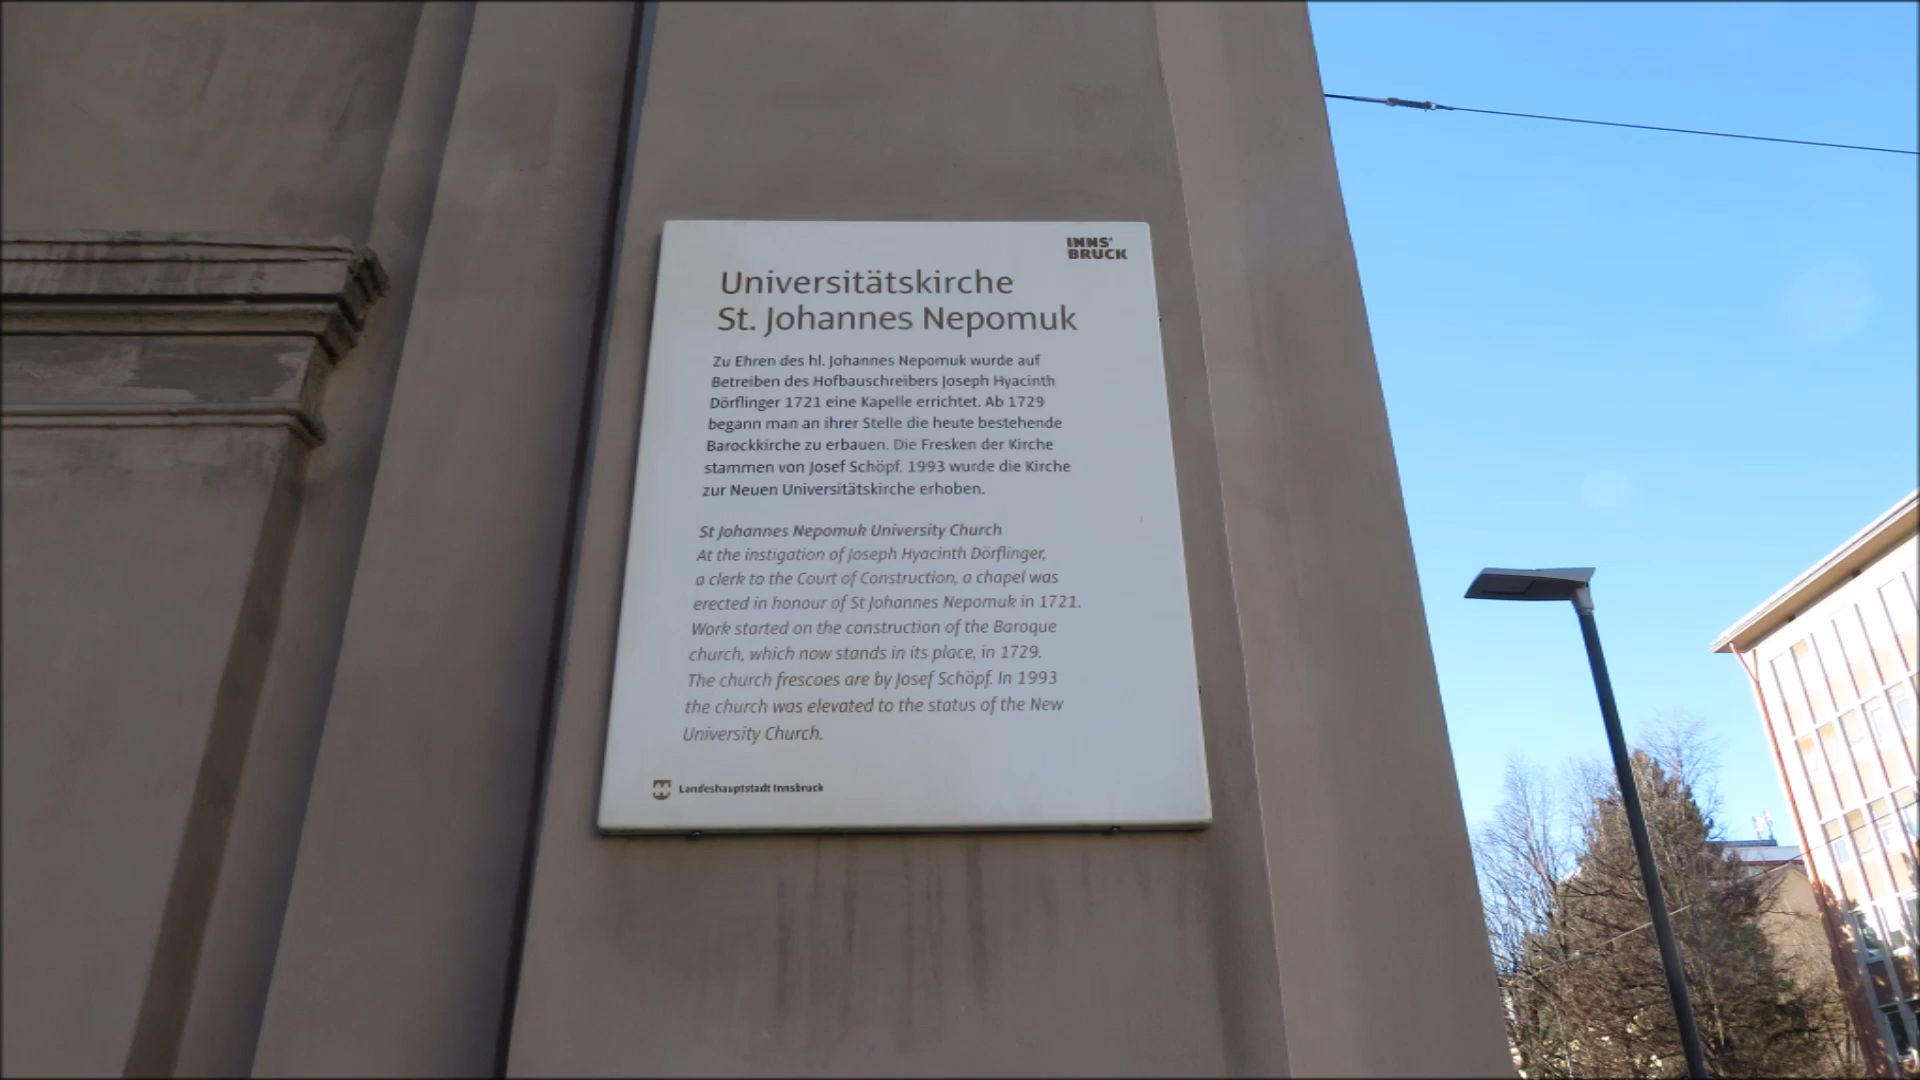 INNS'
BRUCK
Universitätskirche
St. Johannes Nepomuk
Zu Ehren des hl. Johannes Nepomuk wurde auf
Betreiben des Hofbauschreibers Joseph Hyacinth
Dörflinger 1721 eine Kapelle errichtet. Ab 1729
begann man an ihrer Stelle die heute bestehende
Barockkirche zu erbauen. Die Fresken der Kirche
stammen von Josef Schöpf. 1993 wurde die Kirche
zur Neuen Universitätskirche erhoben.
St Johannes Nepomuk University Church
At the instigation of Joseph Hyacinth Dörflinger,
a clerk to the Court of Construction, a chapel was
erected in honour of St Johannes Nepomuk in 1721.
Work started on the construction of the Baroque
church, which now stands in its place, in 1729.
The church frescoes are by Josef Schöpf. In 1993
the church was elevated to the status of the New
University Church.
Landeshauptstadt Innsbruck